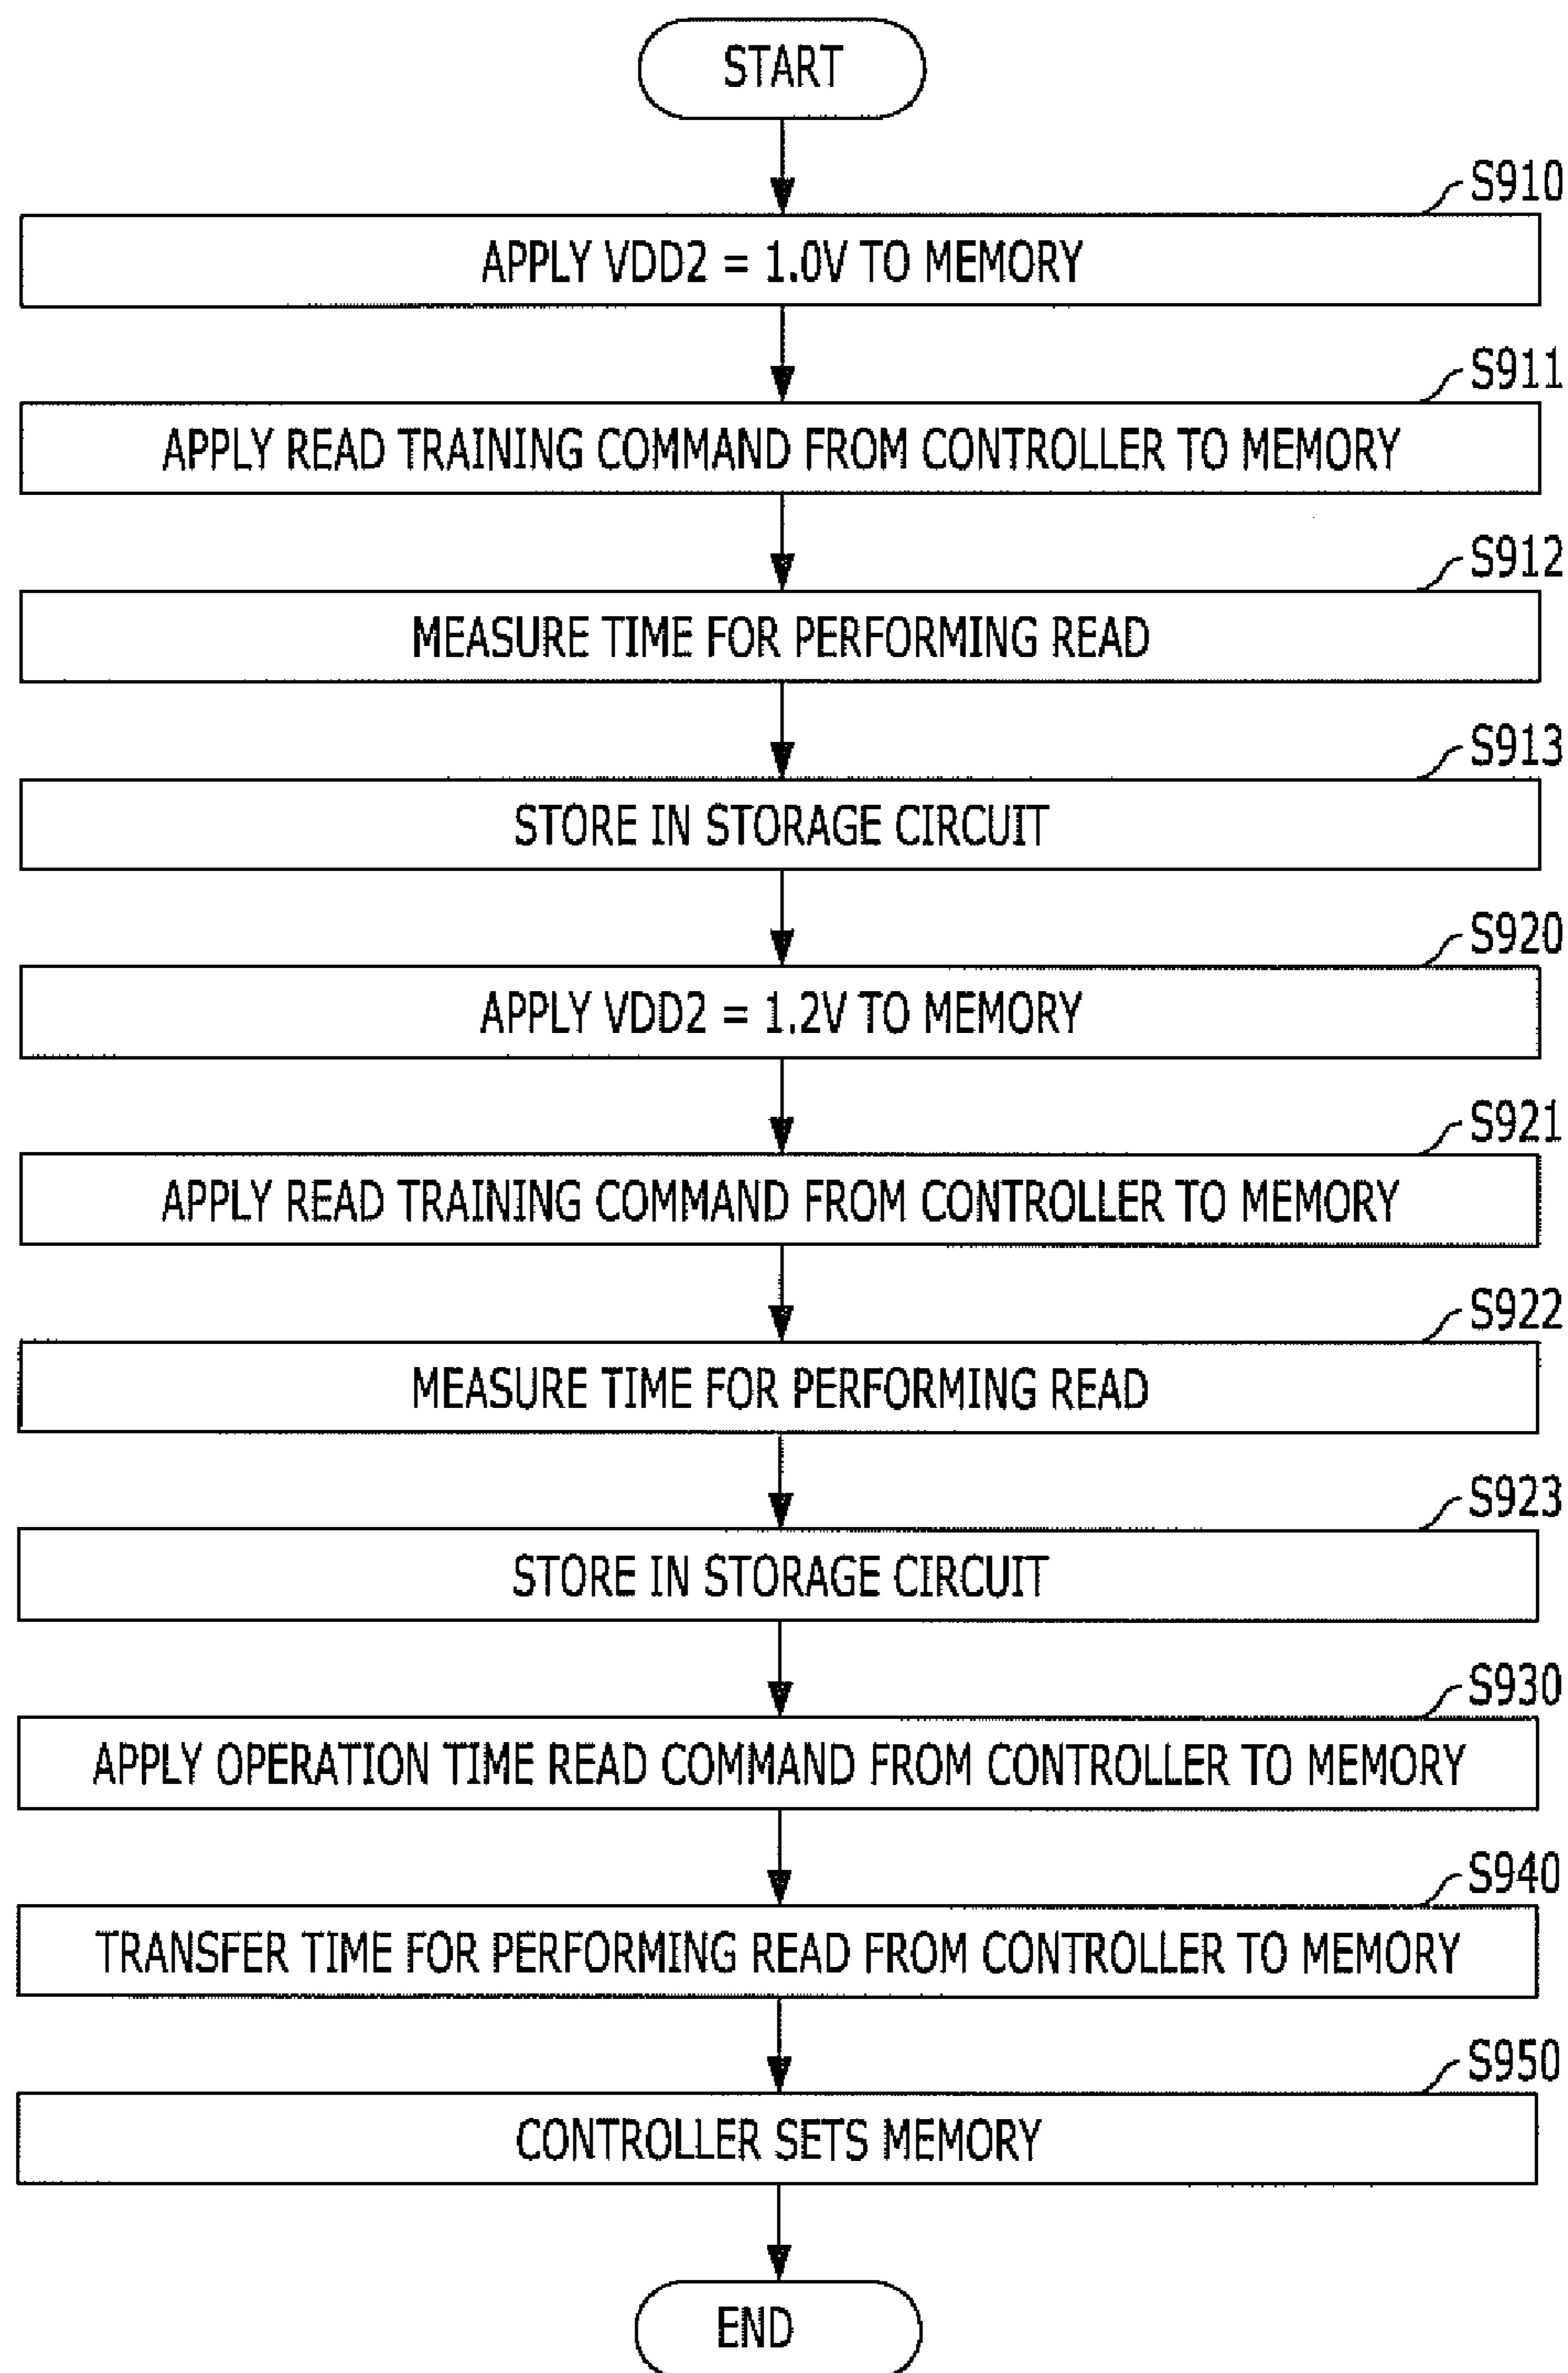 START
S910
APPLY VDD2 = 1.0V TO MEMORY
S911
APPLY READ TRAINING COMMAND FROM CONTROLLER TO MEMORY
S912
MEASURE TIME FOR PERFORMING READ
S913
STORE IN STORAGE CIRCUIT
S920
APPLY VDD2 = 1.2V TO MEMORY
S921
APPLY READ TRAINING COMMAND FROM CONTROLLER TO MEMORY
S922
MEASURE TIME FOR PERFORMING READ
S923
STORE IN STORAGE CIRCUIT
S930
APPLY OPERATION TIME READ COMMAND FROM CONTROLLER TO MEMORY
S940
TRANSFER TIME FOR PERFORMING READ FROM CONTROLLER TO MEMORY
S950
CONTROLLER SETS MEMORY
END